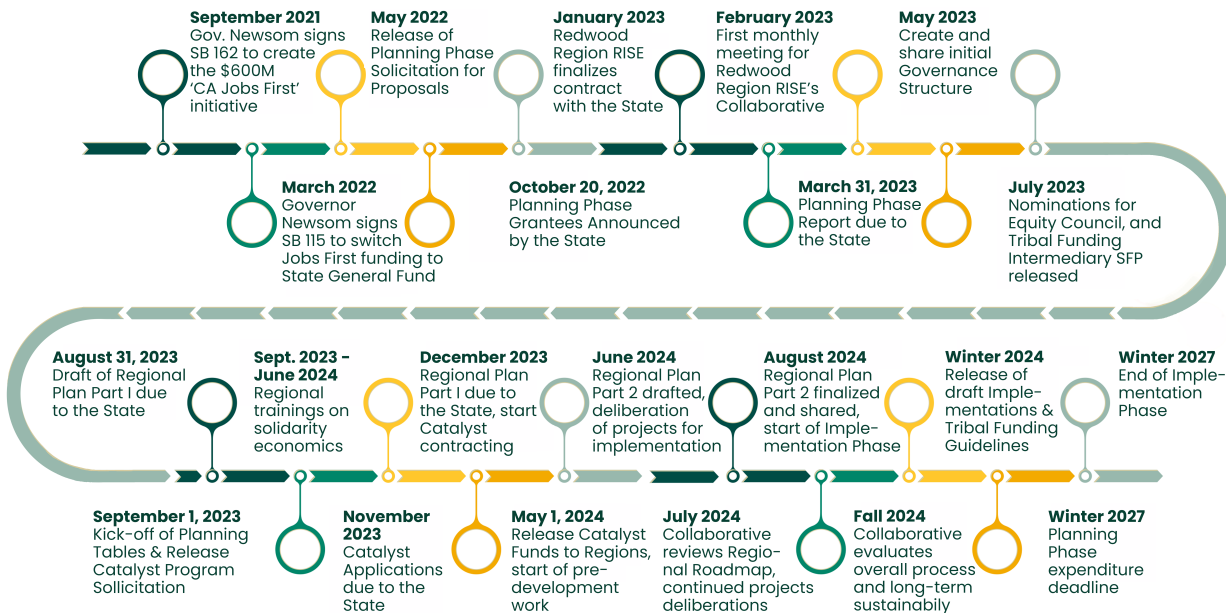 September 2021
Gov. Newsom signs
SB 162 to create
the $600M
‘CA Jobs First’
initiative
May 2022
Release of
Planning Phase
Solicitation for
Proposals
January 2023
Redwood
Region RISE
finalizes
contract
with the State
February 2023
First monthly
meeting for
Redwood
Region RISE’s
Collaborative
May 2023
Create and
share initial
Governance
Structure
March 2022
Governor
Newsom signs
SB 115 to switch
Jobs First funding to
State General Fund
October 20, 2022
Planning Phase
Grantees Announced
by the State
March 31, 2023
Planning Phase
Report due to
the State
July 2023
Nominations for
Equity Council, and
Tribal Funding
Intermediary SFP
released
August 31, 2023
Draft of Regional
Plan Part I due
to the State
Sept. 2023 –
June 2024
Regional
trainings on
solidarity
economics
December 2023
Regional Plan
Part I due to
the State, start
Catalyst
contracting
June 2024
Regional Plan
Part 2 drafted,
deliberation
of projects for
implementation
August 2024
Regional Plan
Part 2 finalized
and shared,
start of Imple-
mentation Phase
Winter 2024
Release of
draft Imple-
mentations &
Tribal Funding
Guidelines
Winter 2027
End of Imple-
mentation
Phase
September 1, 2023
Kick-off of Planning
Tables & Release
Catalyst Program
Sollicitation
November
2023
Catalyst
Applications
due to the
State
May 1, 2024
Release Catalyst
Funds to Regions,
start of pre-
development
work
July 2024
Collaborative
reviews Regio-
nal Roadmap,
continued projects
deliberations
Fall 2024
Collaborative
evaluates
overall process
and long-term
sustainabily
Winter 2027
Planning
Phase
expenditure
deadline